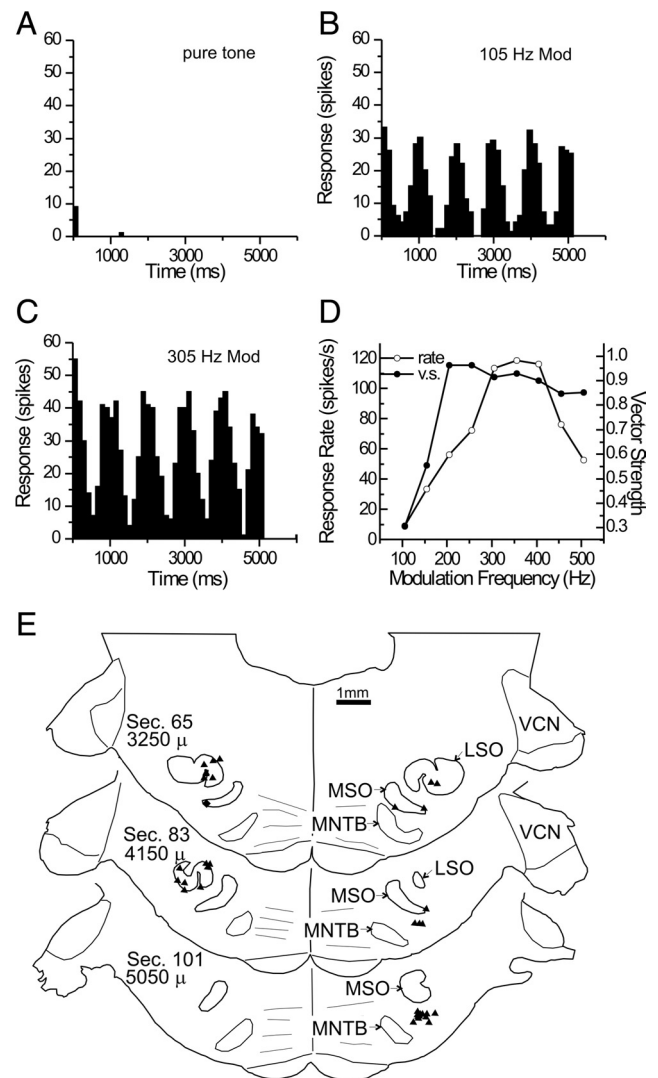 A
pure tone
Response (spikes)
60
50
40
30
20
10
0
1000 3000 5000
Time (ms)
B
105 Hz Mod
Response (spikes)
60
50
40
30
20
10
0
1000 3000 5000
Time (ms)
C
305 Hz Mod
Response (spikes)
60
50
40
30
20
10
0
1000 3000 5000
Time (ms)
D
rate
v.s.
Response Rate (spikes/s)
120
100
80
60
40
20
0
1.0
0.9
0.8
0.7
0.6
0.5
0.4
0.3
Vector Strength
100 200 300 400 500
Modulation Frequency (Hz)
E
1mm
Sec. 65
3250 μ
VCN
LSO
MSO
MNTB
Sec. 83
4150 μ
VCN
LSO
MSO
MNTB
Sec. 101
5050 μ
MSO
MNTB